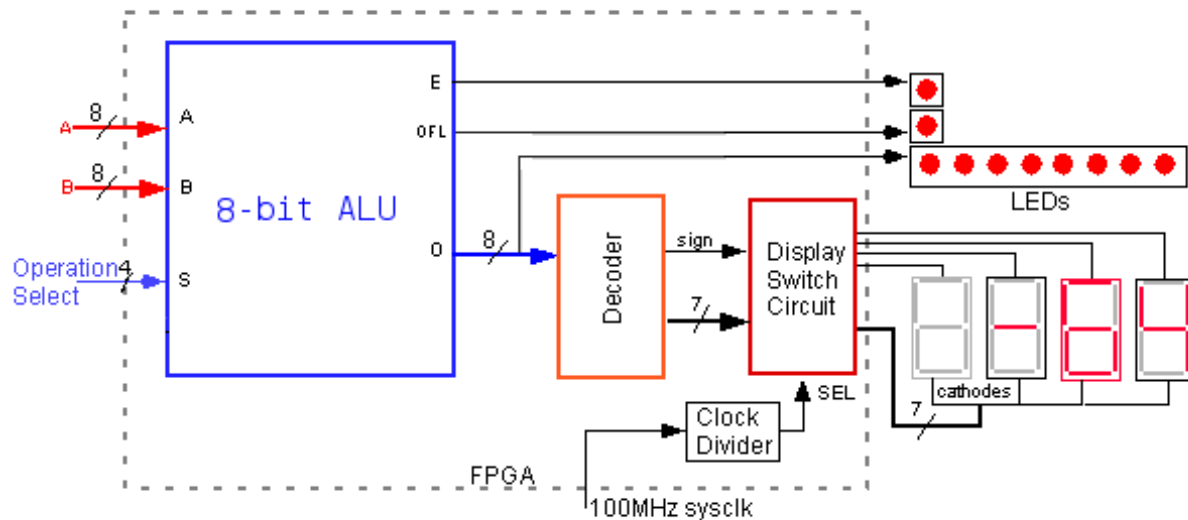 E
8
A
A
OFL
8
B
B
8-bit ALU
LEDs
O
8
sign
Operation
Select
4
S
Decoder
7
Display
Switch
Circuit
cathodes
SEL
7
Clock
Divider
FPGA
100MHz sysclk